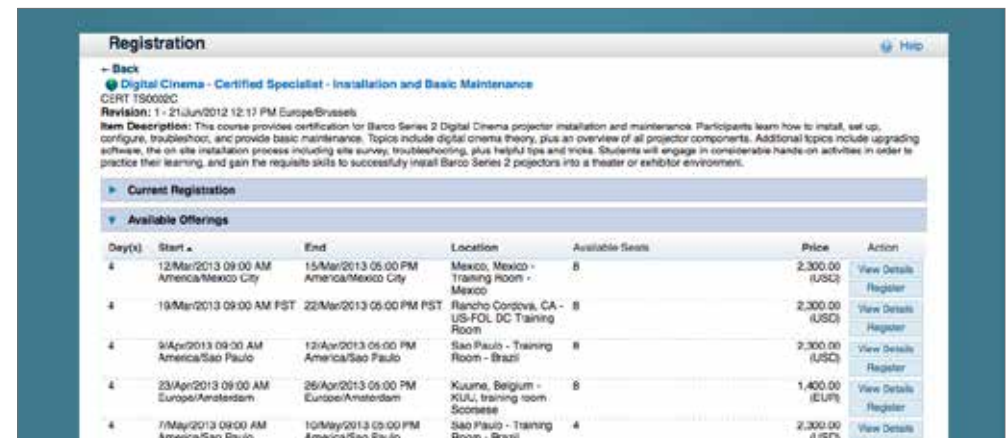 Registration
Help
← Back
Digital Cinema - Certified Specialist - Installation and Basic Maintenance
CERT TS0002C
Revision: 1 - 21/Jun/2012 12:17 PM Europe/Brussels
Item Description: This course provides certification for Barco Series 2 Digital Cinema projector installation and maintenance. Participants learn how to install, set up,
configure, troubleshoot, and provide basic maintenance. Topics include digital cinema theory, plus an overview of all projector components. Additional topics include upgrading
software, the on site installation process including site survey, troubleshooting, plus helpful tips and tricks. Students will engage in considerable hands-on activities in order to
practice their learning, and gain the requisite skills to successfully install Barco Series 2 projectors into a theater or exhibitor environment.
Current Registration
Available Offerings
Day(s) Start End Location Available Seats Price Action
4 12/Mar/2013 09:00 AM 15/Mar/2013 05:00 PM Mexico, Mexico - 8 2,300.00 View Details
America/Mexico City America/Mexico City Training Room - (USD)
Mexico Register
4 19/Mar/2013 09:00 AM PST 22/Mar/2013 05:00 PM PST Rancho Cordova, CA - 8 2,300.00 View Details
US-FOL DC Training (USD)
Room Register
4 9/Apr/2013 09:00 AM 12/Apr/2013 05:00 PM Sao Paulo - Training 8 2,300.00 View Details
America/Sao Paulo America/Sao Paulo Room - Brazil (USD)
Register
4 23/Apr/2013 09:00 AM 26/Apr/2013 05:00 PM Kuurne, Belgium - 8 1,400.00 View Details
Europe/Amsterdam Europe/Amsterdam KUU, training room (EUR)
Scorsese Register
4 7/May/2013 09:00 AM 10/May/2013 05:00 PM Sao Paulo - Training 4 2,300.00 View Details
America/Sao Paulo America/Sao Paulo Room - Brazil (USD)